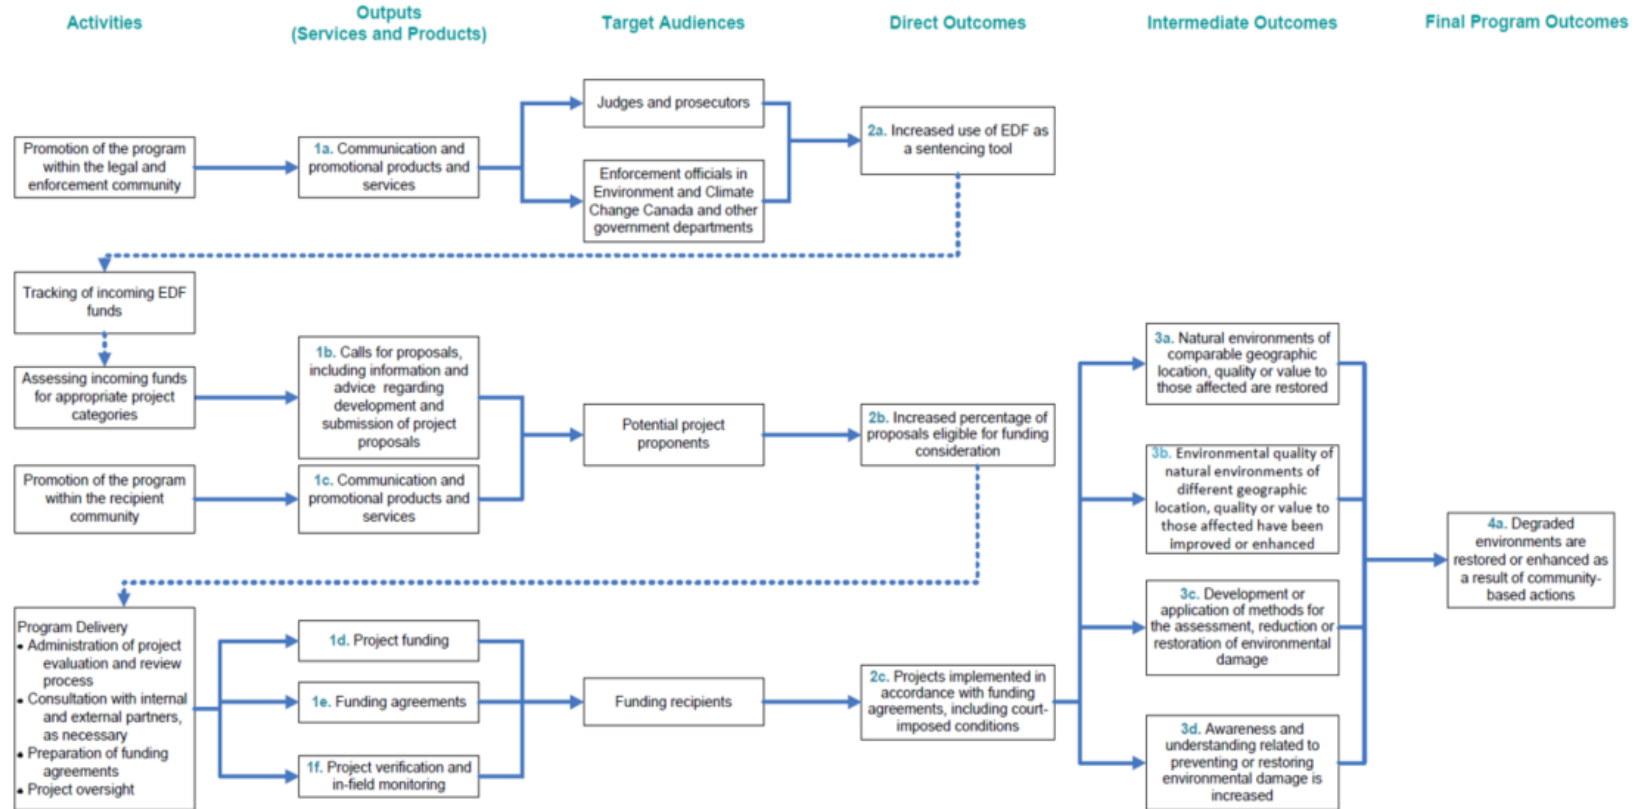 Activities
Outputs
(Services and Products)
Target Audiences
Direct Outcomes
Intermediate Outcomes
Final Program Outcomes
Promotion of the program
within the legal and
enforcement community
1a. Communication and
promotional products and
services
Judges and prosecutors
Enforcement officials in
Environment and Climate
Change Canada and other
government departments
2a. Increased use of EDF as
a sentencing tool
Tracking of incoming EDF
funds
Assessing incoming funds
for appropriate project
categories
1b. Calls for proposals,
including information and
advice regarding
development and
submission of project
proposals
Promotion of the program
within the recipient
community
1c. Communication and
promotional products and
services
Potential project
proponents
2b. Increased percentage of
proposals eligible for funding
consideration
Program Delivery
• Administration of project
evaluation and review
process
• Consultation with internal
and external partners,
as necessary
• Preparation of funding
agreements
• Project oversight
1d. Project funding
1e. Funding agreements
1f. Project verification and
in-field monitoring
Funding recipients
2c. Projects implemented in
accordance with funding
agreements, including court-
imposed conditions
3a. Natural environments of
comparable geographic
location, quality or value to
those affected are restored
3b. Environmental quality of
natural environments of
different geographic
location, quality or value to
those affected have been
improved or enhanced
3c. Development or
application of methods for
the assessment, reduction or
restoration of environmental
damage
3d. Awareness and
understanding related to
preventing or restoring
environmental damage is
increased
4a. Degraded
environments are
restored or enhanced as
a result of community-
based actions